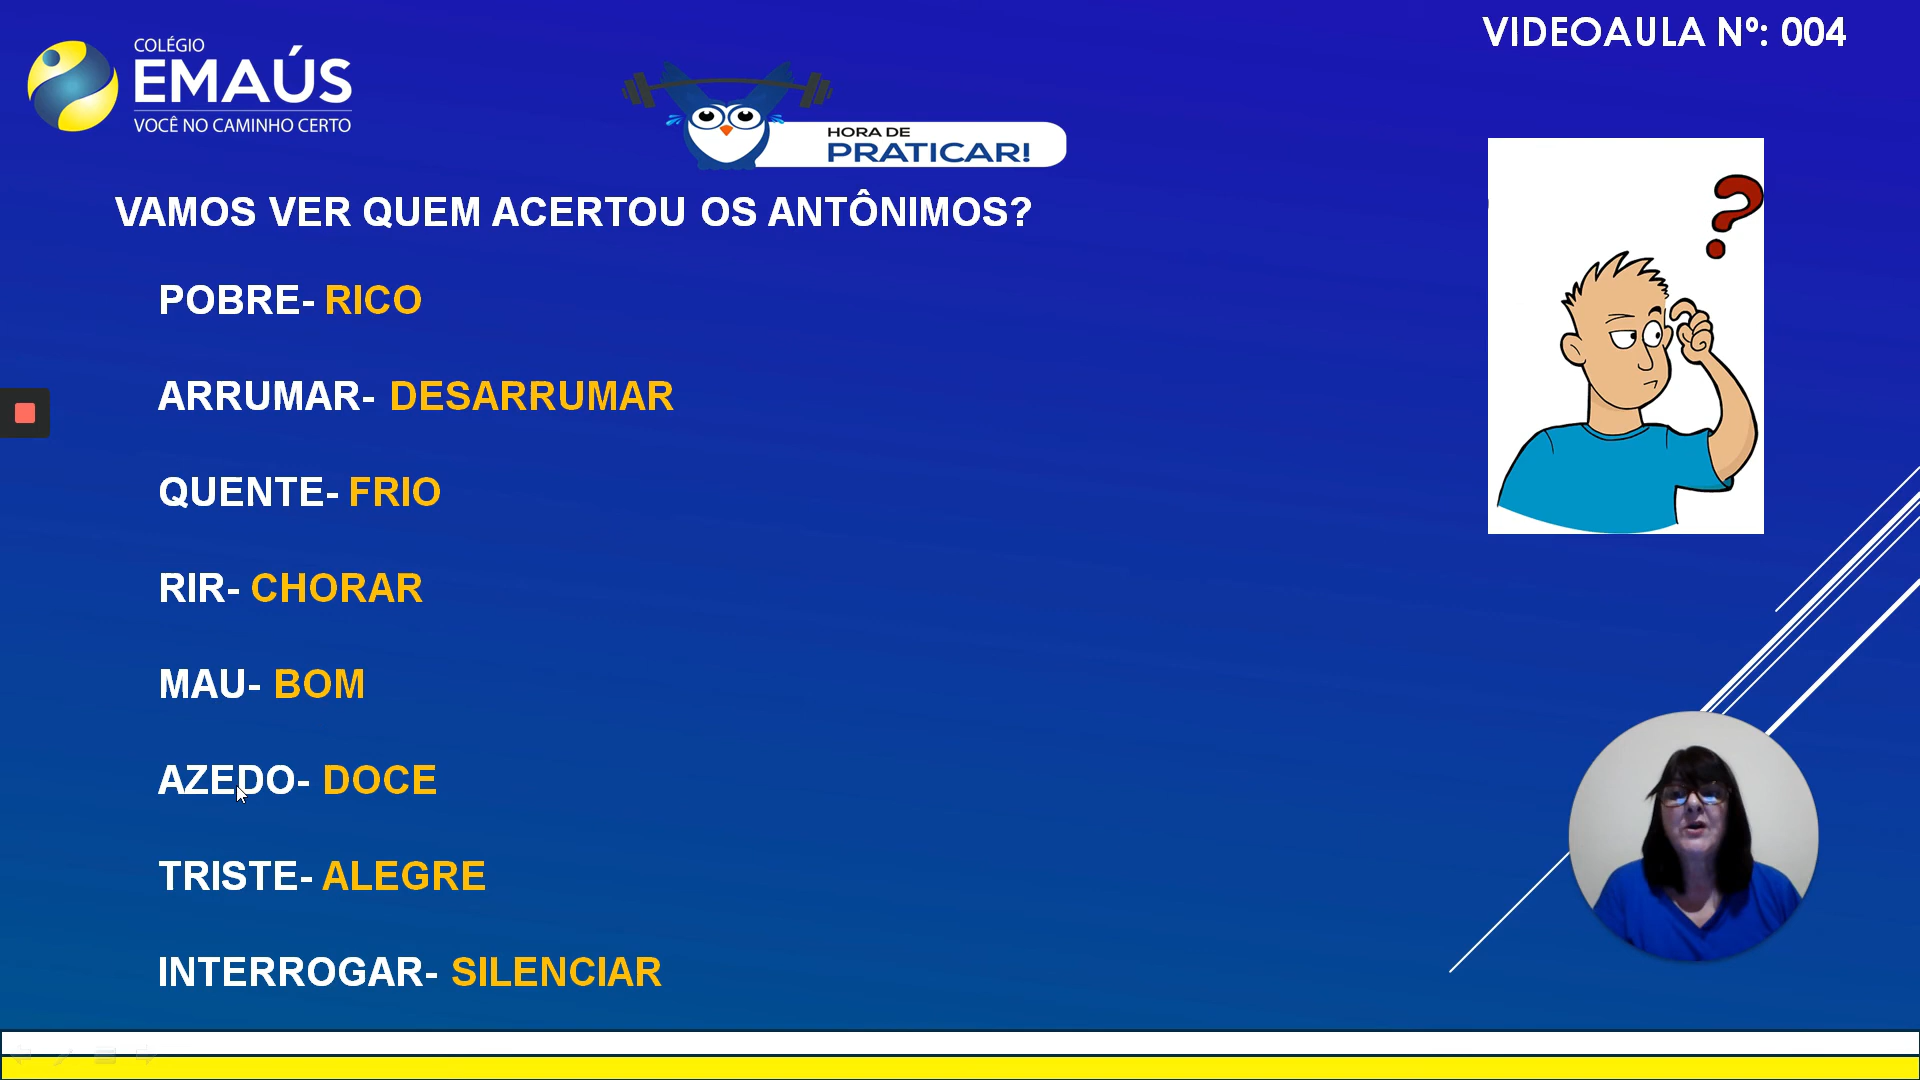 COLÉGIO
EMAÚS
VOCÊ NO CAMINHO CERTO
VIDEOAULA Nº: 004
HORA DE
PRATICAR!
VAMOS VER QUEM ACERTOU OS ANTÔNIMOS?
POBRE- RICO
ARRUMAR- DESARRUMAR
QUENTE- FRIO
RIR- CHORAR
MAU- BOM
AZEDO- DOCE
TRISTE- ALEGRE
INTERROGAR- SILENCIAR